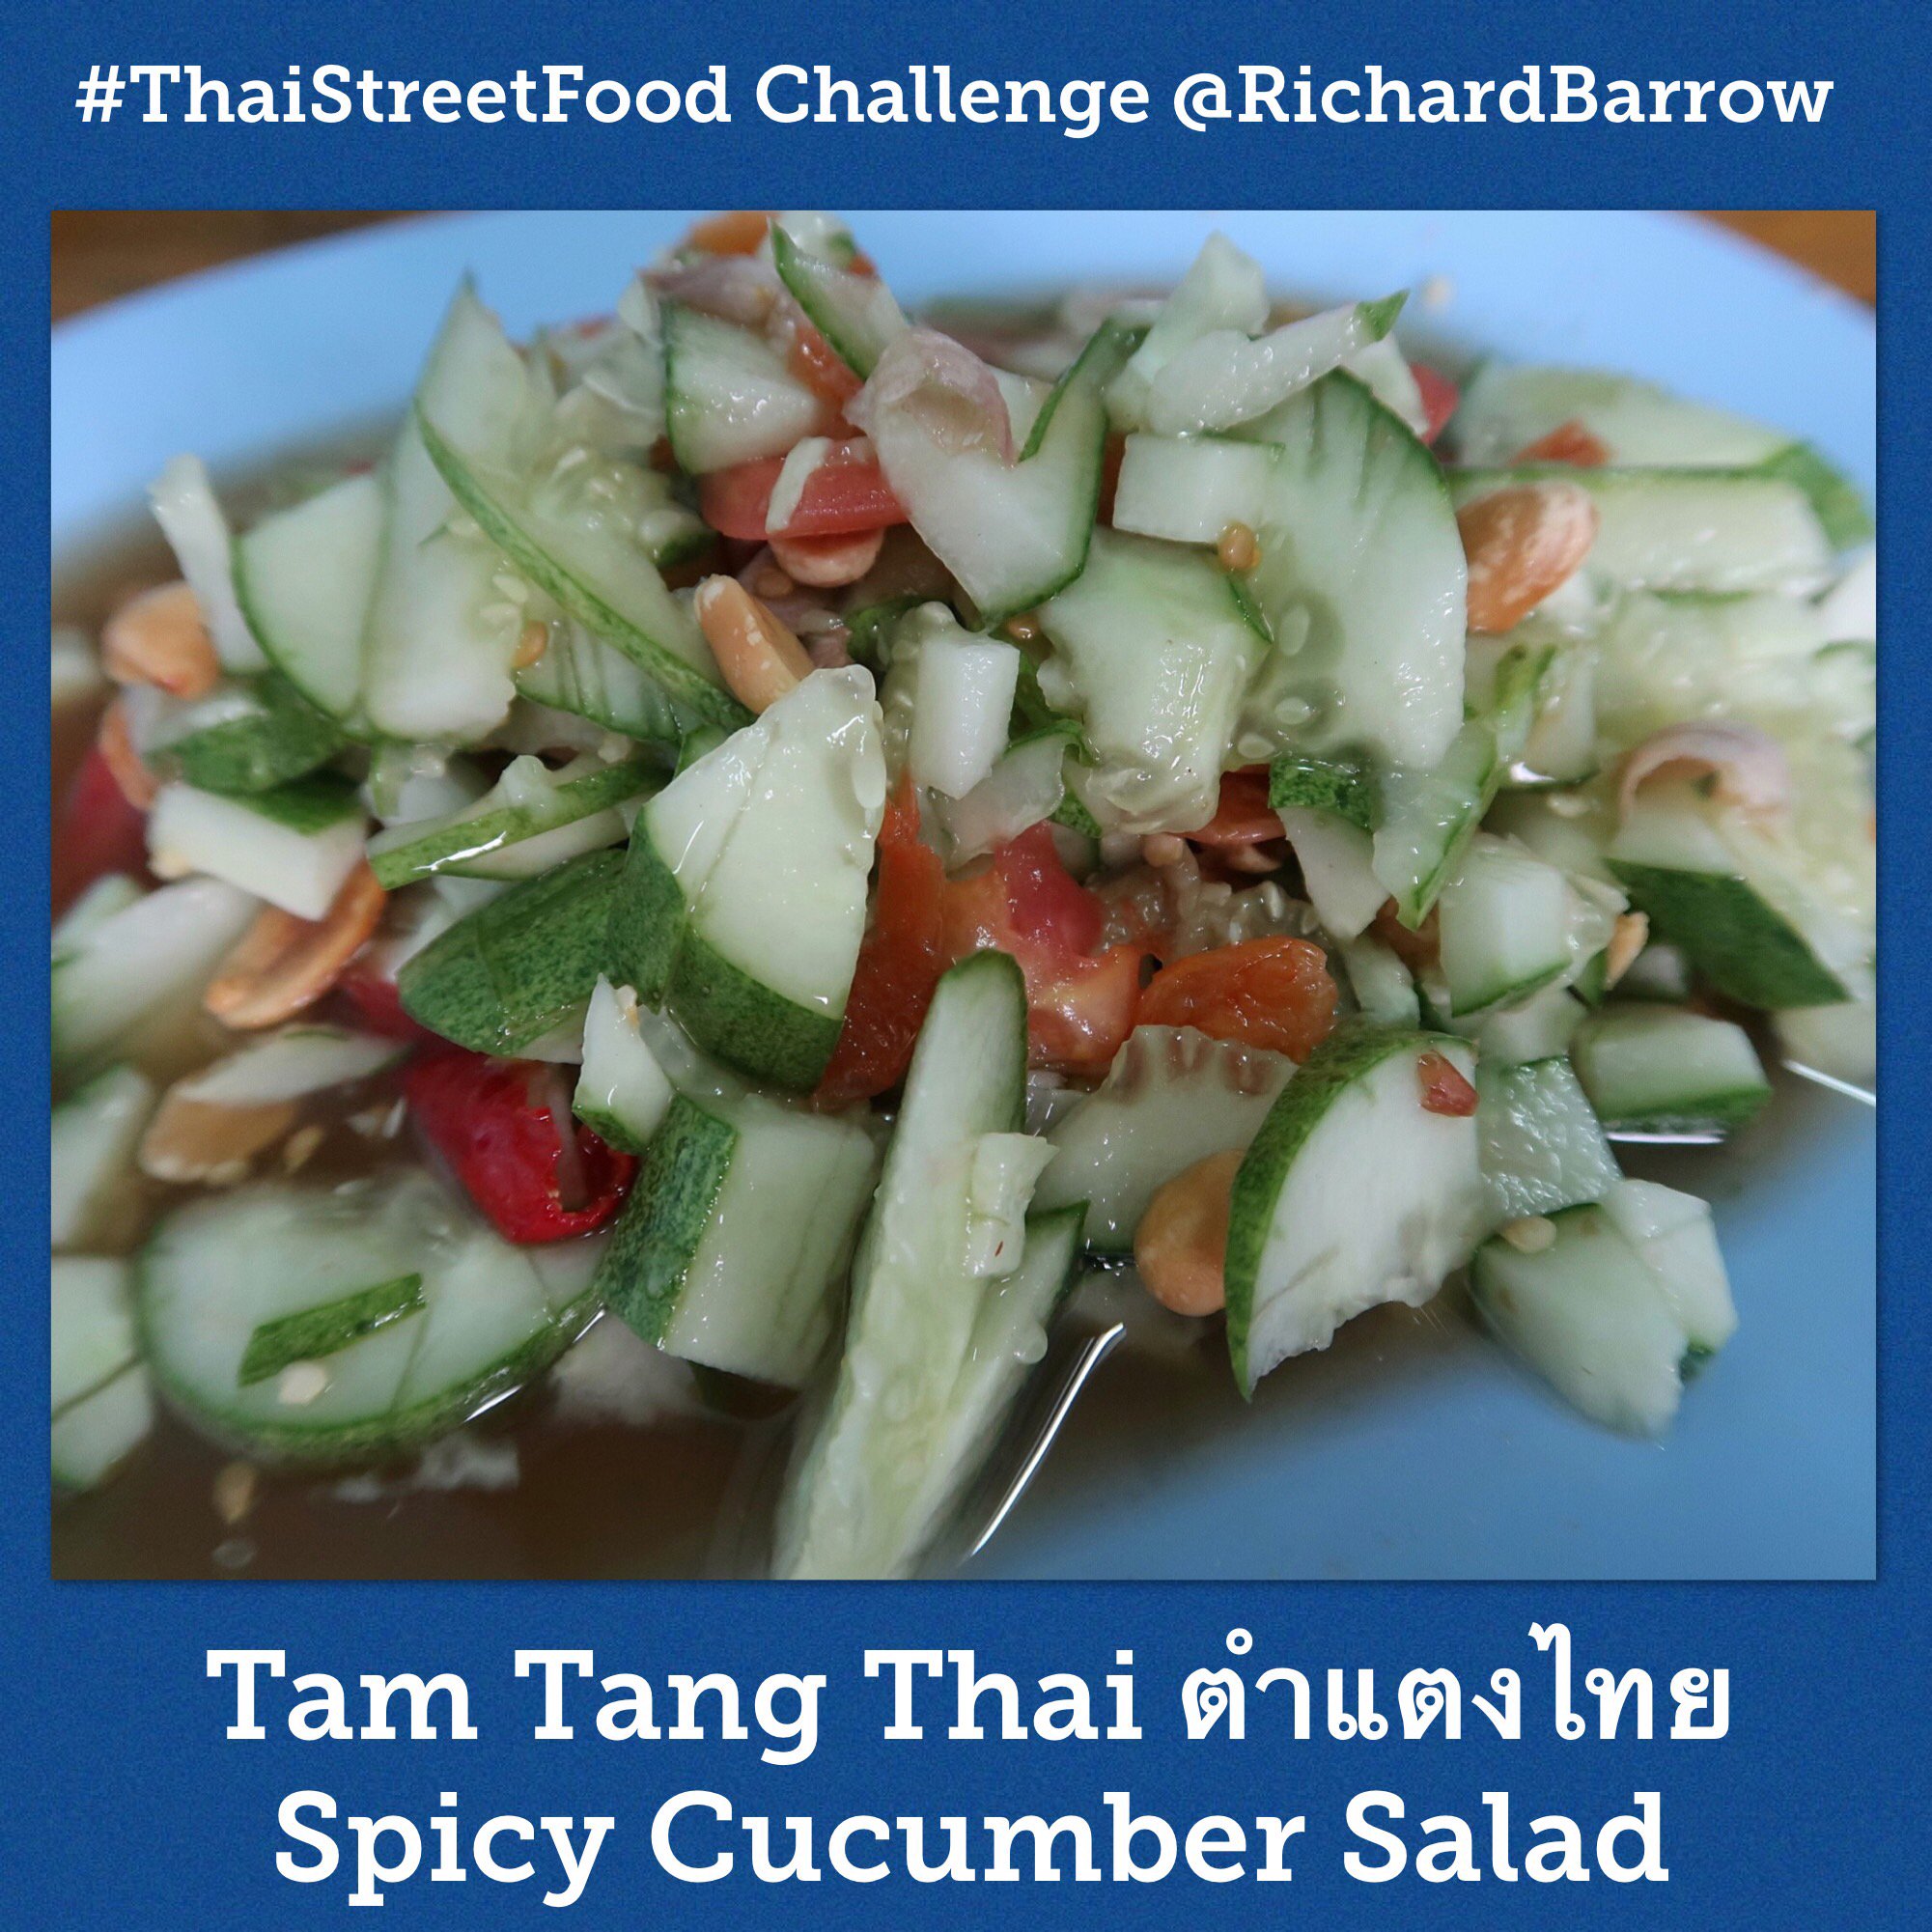 #ThaiStreetFood Challenge @RichardBarrow
Tam Tang Thai ตำแตงไทย
Spicy Cucumber Salad